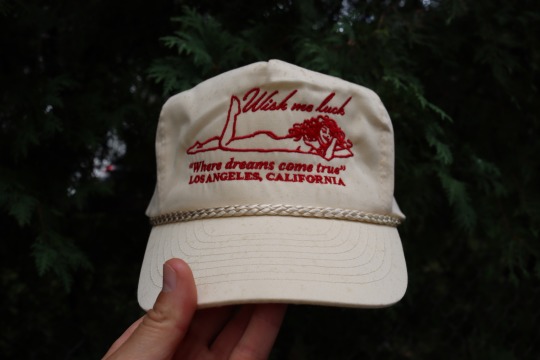 Wish me luck
"Where dreams come true"
LOS ANGELES, CALIFORNIA